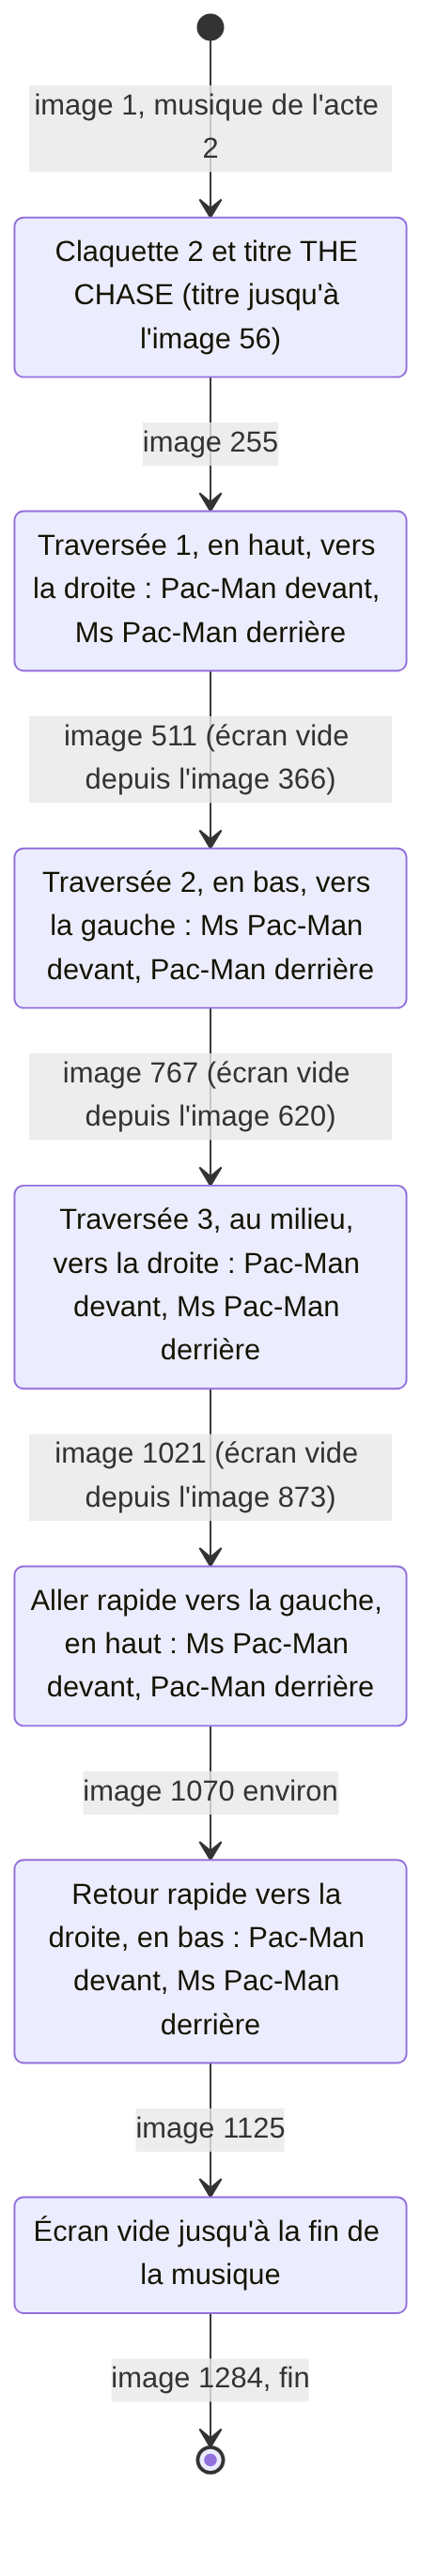 image 1, musique de l'acte
2
Claquette 2 et titre THE
CHASE (titre jusqu'à
l'image 56)
image 255
Traversée 1, en haut, vers
la droite : Pac-Man devant,
Ms Pac-Man derrière
image 511 (écran vide
depuis l'image 366)
Traversée 2, en bas, vers
la gauche : Ms Pac-Man
devant, Pac-Man derrière
image 767 (écran vide
depuis l'image 620)
Traversée 3, au milieu,
vers la droite : Pac-Man
devant, Ms Pac-Man
derrière
image 1021 (écran vide
depuis l'image 873)
Aller rapide vers la gauche,
en haut : Ms Pac-Man
devant, Pac-Man derrière
image 1070 environ
Retour rapide vers la
droite, en bas : Pac-Man
devant, Ms Pac-Man
derrière
image 1125
Écran vide jusqu'à la fin de
la musique
image 1284, fin